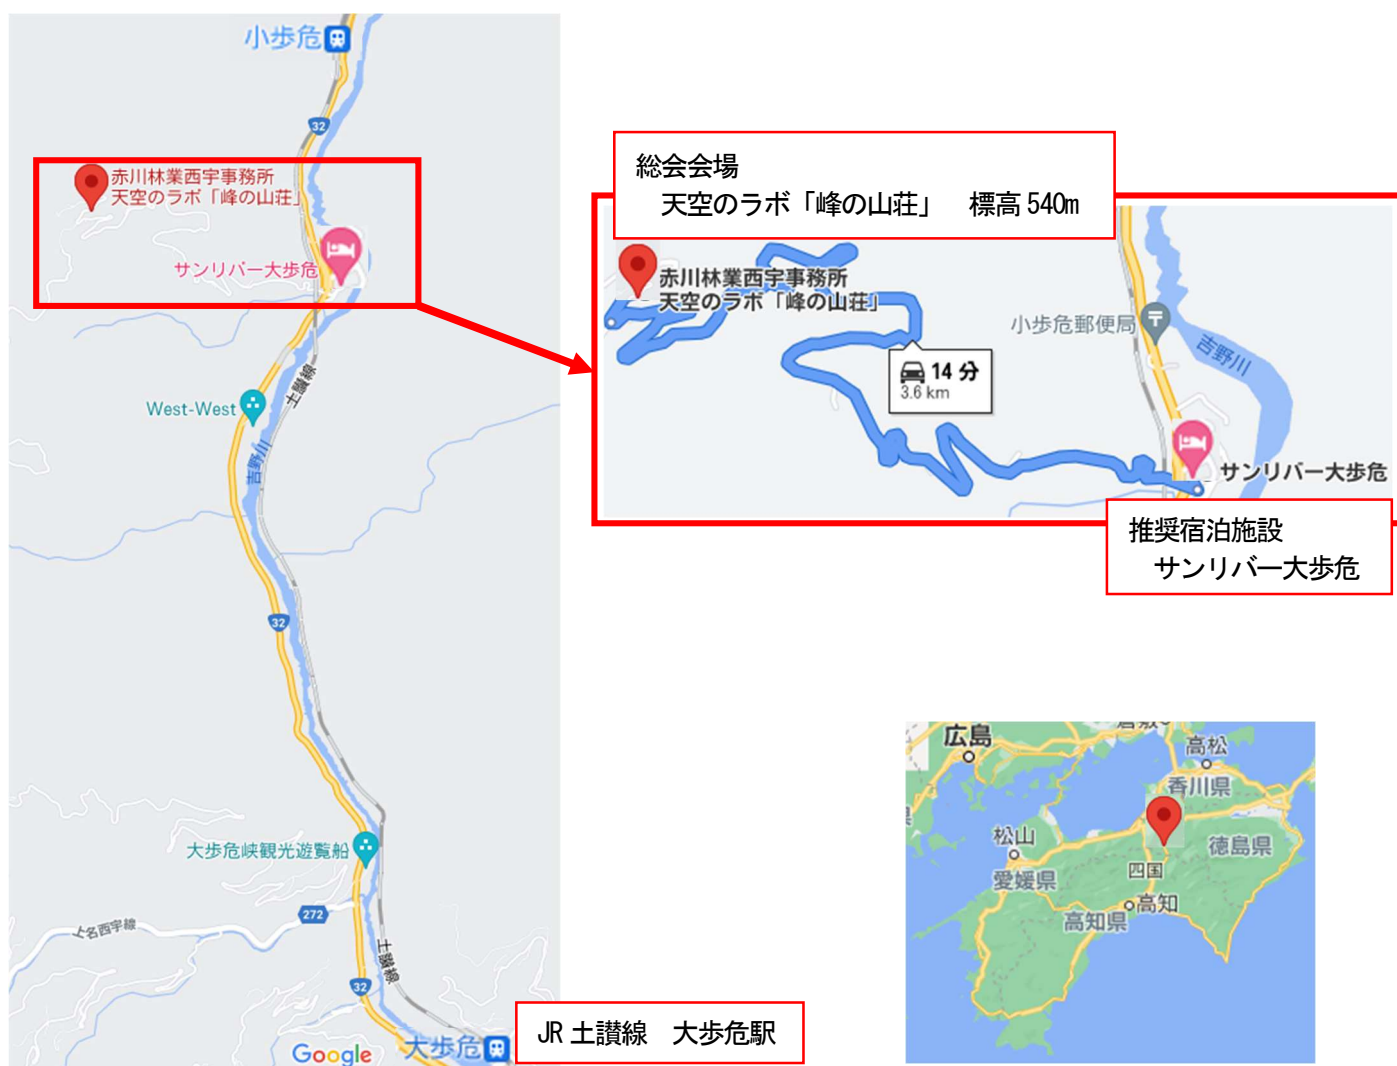 小歩危
32
赤川林業西宇事務所
天空のラボ「峰の山荘」
サンリバー大歩危
West-West
土讃線
吉野川
32
大歩危峡観光遊覧船
272
上名西宇線
土讃線
32
Google
大歩危
JR 土讃線　大歩危駅
総会会場
天空のラボ「峰の山荘」　標高 540m
赤川林業西宇事務所
天空のラボ「峰の山荘」
小歩危郵便局
吉野川
14 分
3.6 km
サンリバー大歩危
推奨宿泊施設
サンリバー大歩危
広島
高松
香川県
松山
徳島県
愛媛県
四国
高知
高知県